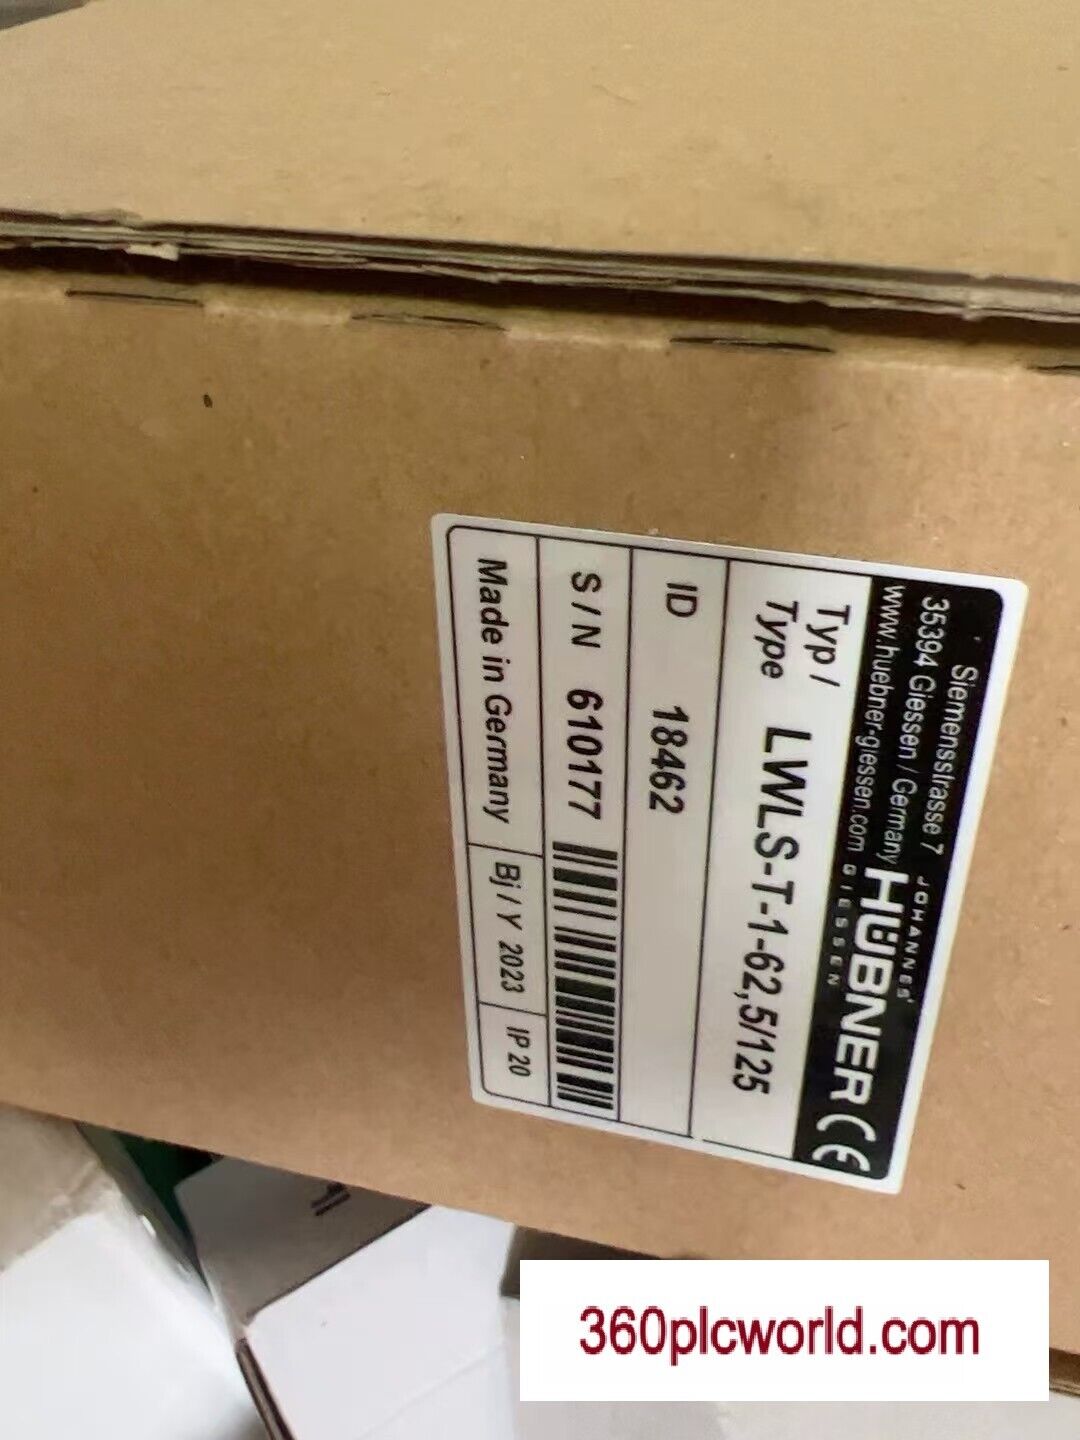 Siemensstrasse 7
35394 Giessen / Germany
www.huebner-giessen.com
JOHANNES
HÜBNER
GIESSEN
CE
Typ /
Type LWLS-T-1-62,5/125
ID 18462
S / N 610177
Made in Germany Bj / Y 2023 IP 20
360plcworld.com